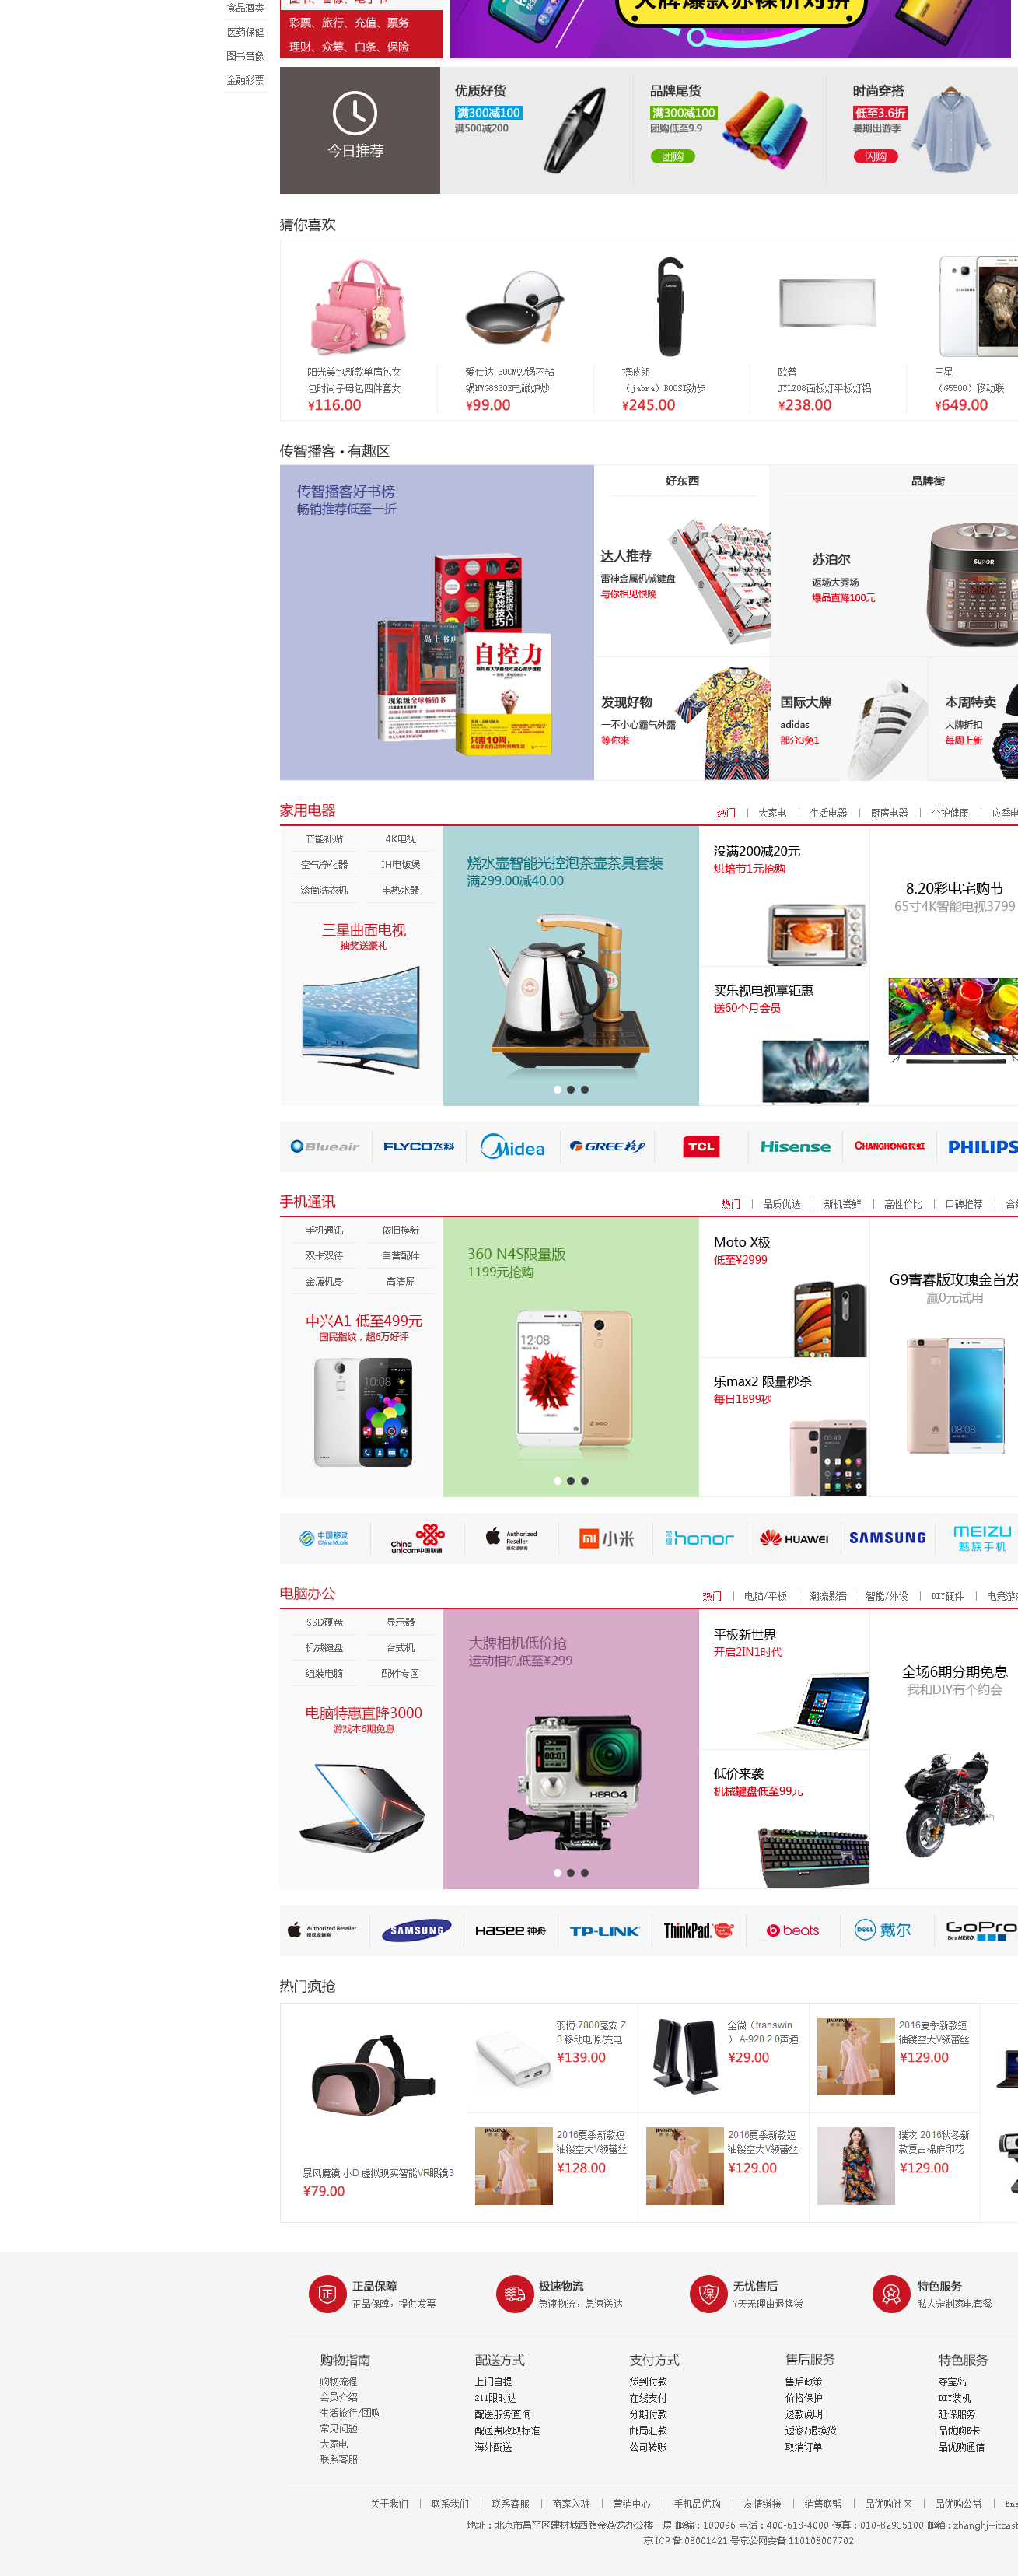 食品酒类
医药保健
图书音像
金融彩票
彩票、旅行、充值、票务
理财、众筹、白条、保险
今日推荐
优质好货
满300减100
满500减200
品牌尾货
满300减100
团购低至9.9
团购
时尚穿搭
低至3.6折
暑期出游季
闪购
猜你喜欢
阳光美包新款单肩包女
包时尚子母包四件套女
¥116.00
爱仕达 30CM炒锅不粘
锅NWG8330E电磁炉炒
¥99.00
捷波朗
(jabra) BOOSI劲步
¥245.00
欧普
JYLZ08面板灯平板灯铝
¥238.00
三星
(G5500) 移动联
¥649.00
传智播客 • 有趣区
传智播客好书榜
畅销推荐低至一折
岛上书店
自控力
只需10周,
好东西
达人推荐
雷神金属机械键盘
与你相见恨晚
品牌街
苏泊尔
返场大秀场
爆品直降100元
SUPOR
发现好物
一不小心霸气外露
等你来
国际大牌
adidas
部分3免1
本周特卖
大牌折扣
每周上新
家用电器
热门 | 大家电 | 生活电器 | 厨房电器 | 个护健康 | 应季电
节能补贴 4K电视
空气净化器 IH电饭煲
滚筒洗衣机 电热水器
三星曲面电视
抽奖送豪礼
烧水壶智能光控泡茶壶茶具套装
满299.00减40.00
没满200减20元
烘培节1元抢购
买乐视电视享钜惠
送60个月会员
40"
8.20彩电宅购节
65寸4K智能电视3799
Blueair FLYCO飞科 Midea GREE格力 TCL Hisense CHANGHONG长虹 PHILIPS
手机通讯
热门 | 品质优选 | 新机尝鲜 | 高性价比 | 口碑推荐 |
手机通讯 依旧换新
双卡双待 自营配件
金属机身 高清屏
中兴A1 低至499元
国民指纹，超6万好评
10:08
360 N4S限量版
1199元抢购
12:08
360
Moto X极
低至¥2999
乐max2 限量秒杀
每日1899秒
05:49
G9青春版玫瑰金首发
赢0元试用
08:08
中国移动 China Mobile
China unicom中国联通
Authorized Reseller 授权经销商
小米 荣耀 honor HUAWEI SAMSUNG MEIZU 魅族手机
电脑办公
热门 | 电脑/平板 | 潮流影音 | 智能/外设 | DIY硬件 | 电竞游
SSD硬盘 显示器
机械键盘 台式机
组装电脑 配件专区
电脑特惠直降3000
游戏本6期免息
大牌相机低价抢
运动相机低至¥299
00:01
HERO4
平板新世界
开启2IN1时代
低价来袭
机械键盘低至99元
全场6期分期免息
我和DIY有个约会
Authorized Reseller 授权经销商
SAMSUNG Hasee 神舟 TP-LINK ThinkPad beats DELL 戴尔 GoPro
Be a HERO.
热门疯抢
暴风魔镜 小D 虚拟现实智能VR眼镜3
¥79.00
羽博 7800毫安 Z
3 移动电源/充电
¥139.00
全微（transwin
） A-920 2.0声道
¥29.00
2016夏季新款短
袖镂空大V领蕾丝
¥129.00
2016夏季新款短
袖镂空大V领蕾丝
¥128.00
2016夏季新款短
袖镂空大V领蕾丝
¥129.00
璞衣 2016秋冬新
款复古棉麻印花
¥129.00
正 正品保障
正品保障，提供发票
极速物流
急速物流，急速送达
保 无忧售后
7天无理由退换货
特色服务
私人定制家电套餐
购物指南
购物流程
会员介绍
生活旅行/团购
常见问题
大家电
联系客服
配送方式
上门自提
211限时达
配送服务查询
配送费收取标准
海外配送
支付方式
货到付款
在线支付
分期付款
邮局汇款
公司转账
售后服务
售后政策
价格保护
退款说明
返修/退换货
取消订单
特色服务
夺宝岛
DIY装机
延保服务
品优购E卡
品优购通信
关于我们 | 联系我们 | 联系客服 | 商家入驻 | 营销中心 | 手机品优购 | 友情链接 | 销售联盟 | 品优购社区 | 品优购公益 | Eng
地址：北京市昌平区建材城西路金燕龙办公楼一层 邮编：100096 电话：400-618-4000 传真：010-82935100 邮箱：zhanghj+itcast
京ICP 备 08001421 号京公网安备 110108007702